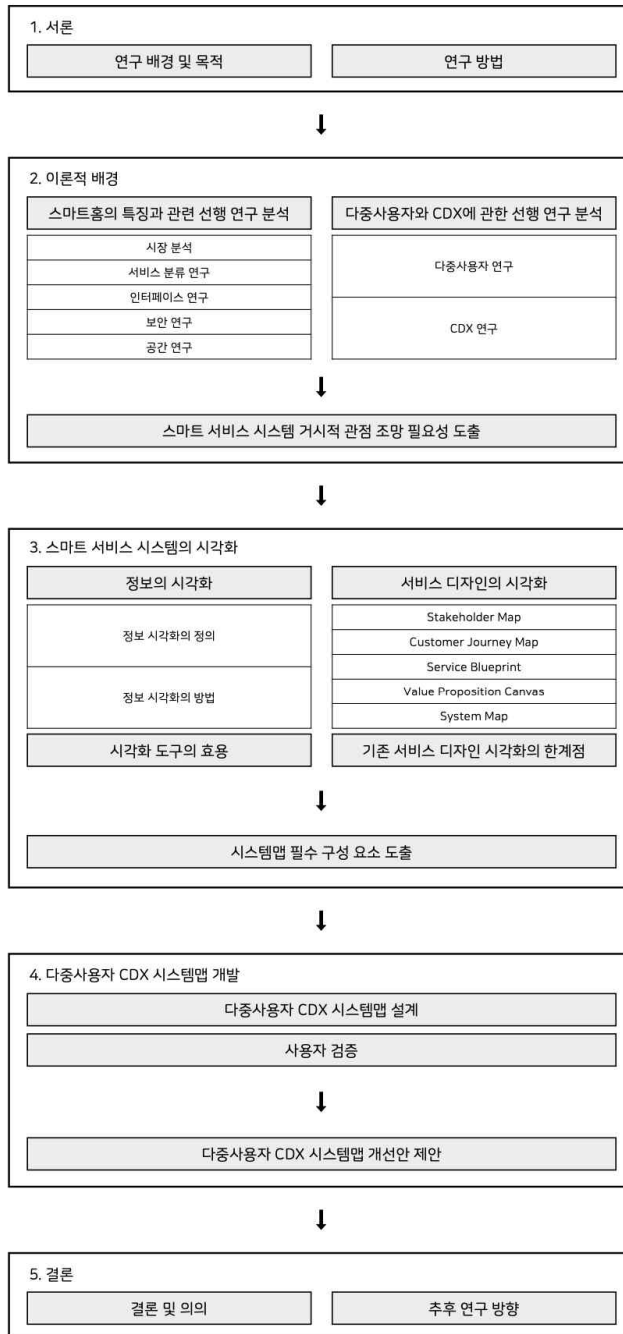 1. 서론
연구 배경 및 목적
연구 방법
2. 이론적 배경
스마트홈의 특징과 관련 선행 연구 분석
시장 분석
서비스 분류 연구
인터페이스 연구
보안 연구
공간 연구
다중사용자와 CDX에 관한 선행 연구 분석
다중사용자 연구
CDX 연구
스마트 서비스 시스템 거시적 관점 조망 필요성 도출
3. 스마트 서비스 시스템의 시각화
정보의 시각화
정보 시각화의 정의
정보 시각화의 방법
시각화 도구의 효용
서비스 디자인의 시각화
Stakeholder Map
Customer Journey Map
Service Blueprint
Value Proposition Canvas
System Map
기존 서비스 디자인 시각화의 한계점
시스템맵 필수 구성 요소 도출
4. 다중사용자 CDX 시스템맵 개발
다중사용자 CDX 시스템맵 설계
사용자 검증
다중사용자 CDX 시스템맵 개선안 제안
5. 결론
결론 및 의의
추후 연구 방향